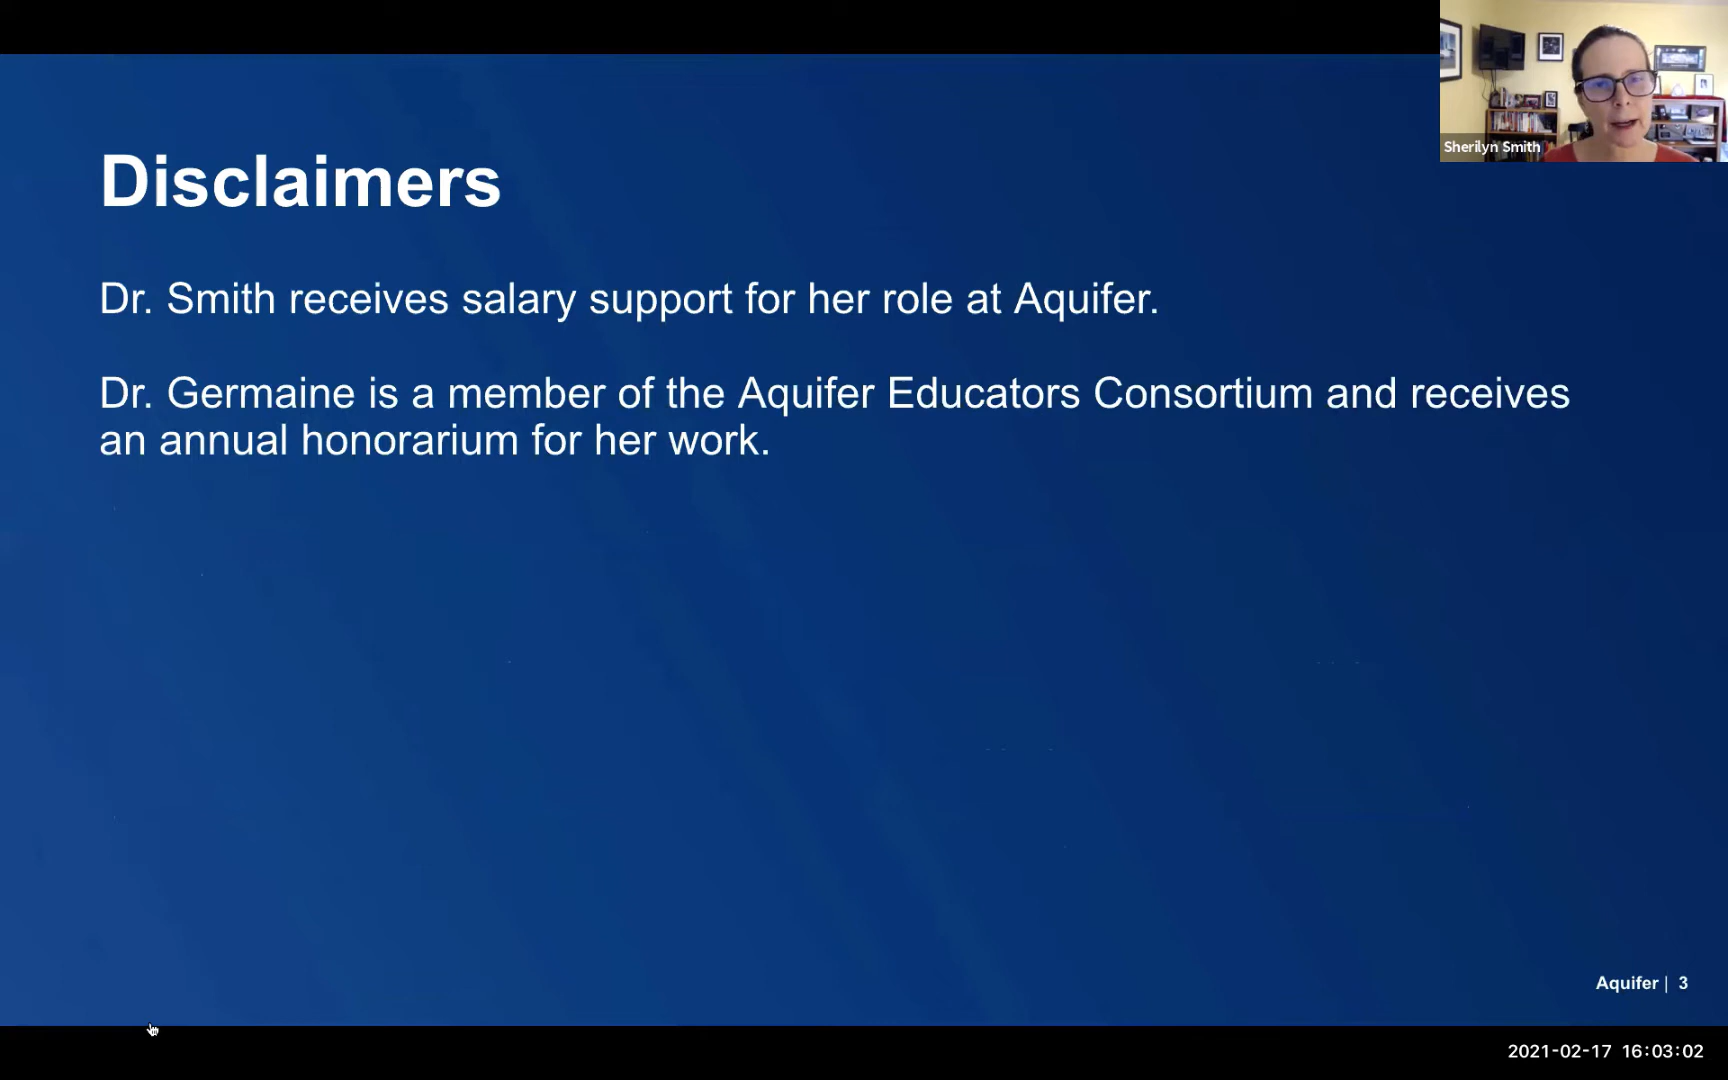 Sherilyn Smith
Disclaimers
Dr. Smith receives salary support for her role at Aquifer.
Dr. Germaine is a member of the Aquifer Educators Consortium and receives
an annual honorarium for her work.
Aquifer | 3
2021-02-17 16:03:02